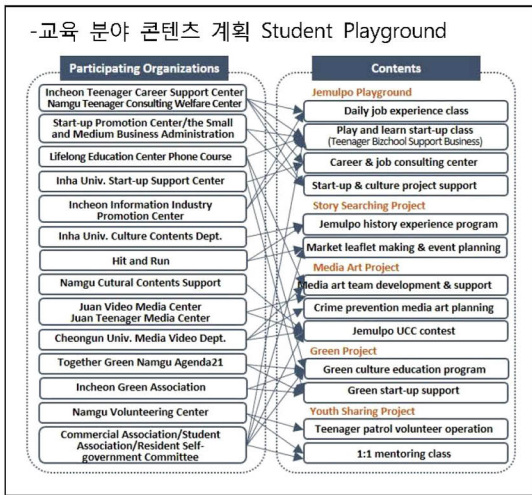 -교육 분야 콘텐츠 계획 Student Playground
Participating Organizations
Incheon Teenager Career Support Center
Namgu Teenager Consulting Welfare Center
Start-up Promotion Center/the Small
and Medium Business Administration
Lifelong Education Center Phone Course
Inha Univ. Start-up Support Center
Incheon Information Industry
Promotion Center
Inha Univ. Culture Contents Dept.
Hit and Run
Namgu Cutural Contents Support
Juan Video Media Center
Juan Teenager Media Center
Cheongun Univ. Media Video Dept.
Together Green Namgu Agenda21
Incheon Green Association
Namgu Volunteering Center
Commercial Association/Student
Association/Resident Self-
government Committee
Contents
Jemulpo Playground
Daily job experience class
Play and learn start-up class
(Teenager Bizchool Support Business)
Career & job consulting center
Start-up & culture project support
Story Searching Project
Jemulpo history experience program
Market leaflet making & event planning
Media Art Project
Media art team development & support
Crime prevention media art planning
Jemulpo UCC contest
Green Project
Green culture education program
Green start-up support
Youth Sharing Project
Teenager patrol volunteer operation
1:1 mentoring class